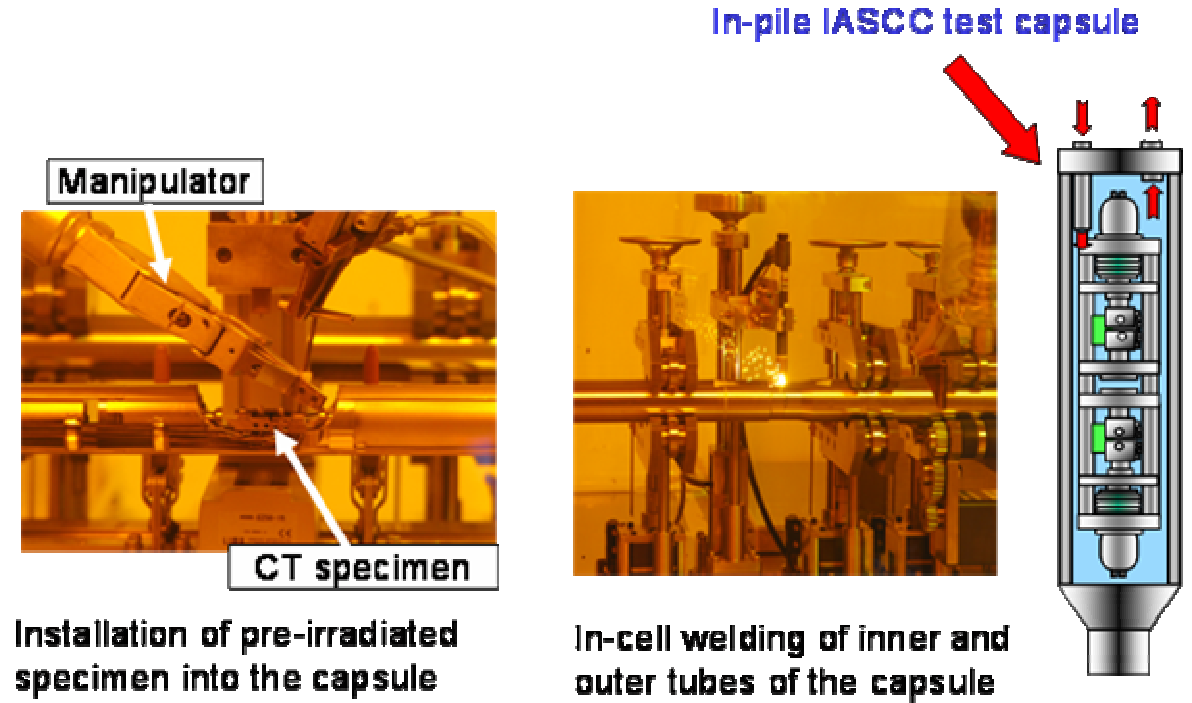 In-pile IASCC test capsule
Manipulator
CT specimen
Installation of pre-irradiated
specimen into the capsule
In-cell welding of inner and
outer tubes of the capsule